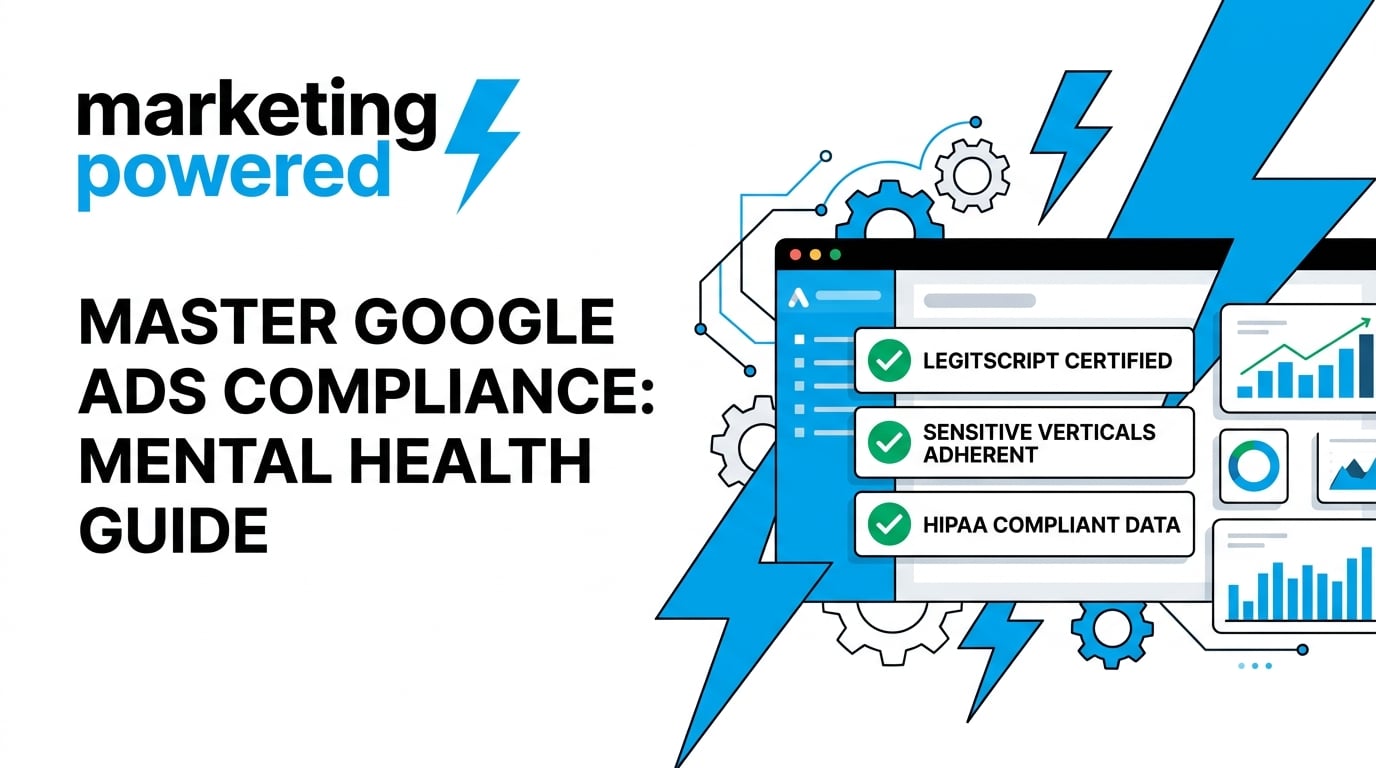 marketing
powered
MASTER GOOGLE
ADS COMPLIANCE:
MENTAL HEALTH
GUIDE
LEGITSCRIPT CERTIFIED
SENSITIVE VERTICALS
ADHERENT
HIPAA COMPLIANT DATA